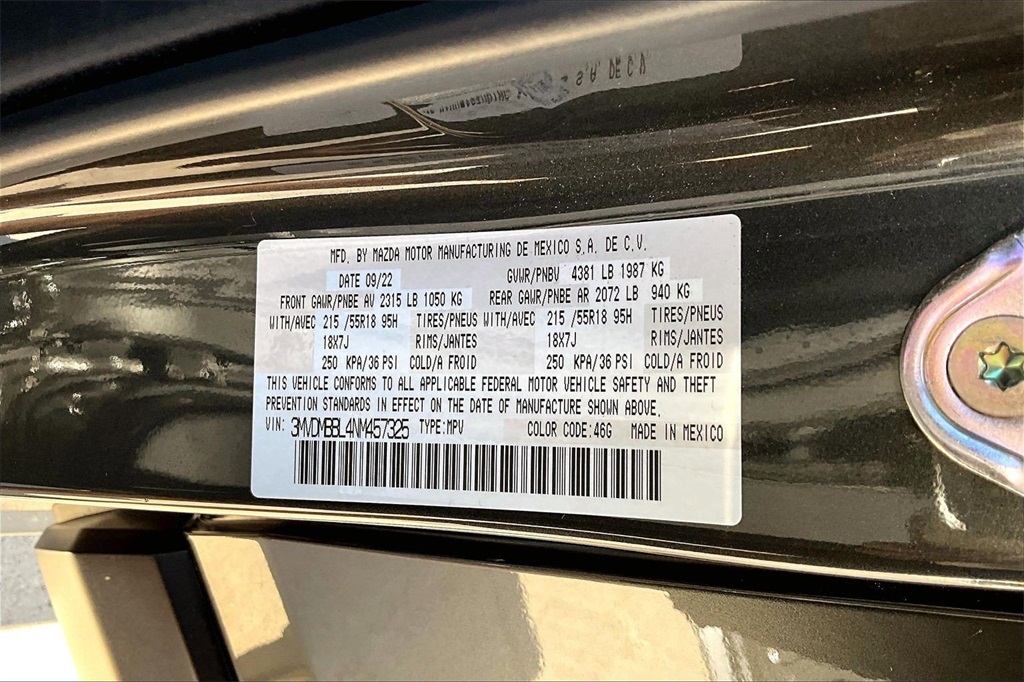 MFD. BY MAZDA MOTOR MANUFACTURING DE MEXICO S.A. DE C.V.
DATE 09/22 GVWR/PNBV 4381 LB 1987 KG
FRONT GAWR/PNBE AV 2315 LB 1050 KG REAR GAWR/PNBE AR 2072 LB 940 KG
WITH/AVEC 215 /55R18 95H TIRES/PNEUS WITH/AVEC 215 /55R18 95H TIRES/PNEUS
18X7J RIMS/JANTES 18X7J RIMS/JANTES
250 KPA/36 PSI COLD/A FROID 250 KPA/36 PSI COLD/A FROID
THIS VEHICLE CONFORMS TO ALL APPLICABLE FEDERAL MOTOR VEHICLE SAFETY AND THEFT
PREVENTION STANDARDS IN EFFECT ON THE DATE OF MANUFACTURE SHOWN ABOVE.
VIN: 3MVDMBBL4NM457325 TYPE:MPV COLOR CODE:46G MADE IN MEXICO
S.A. DE C.V.